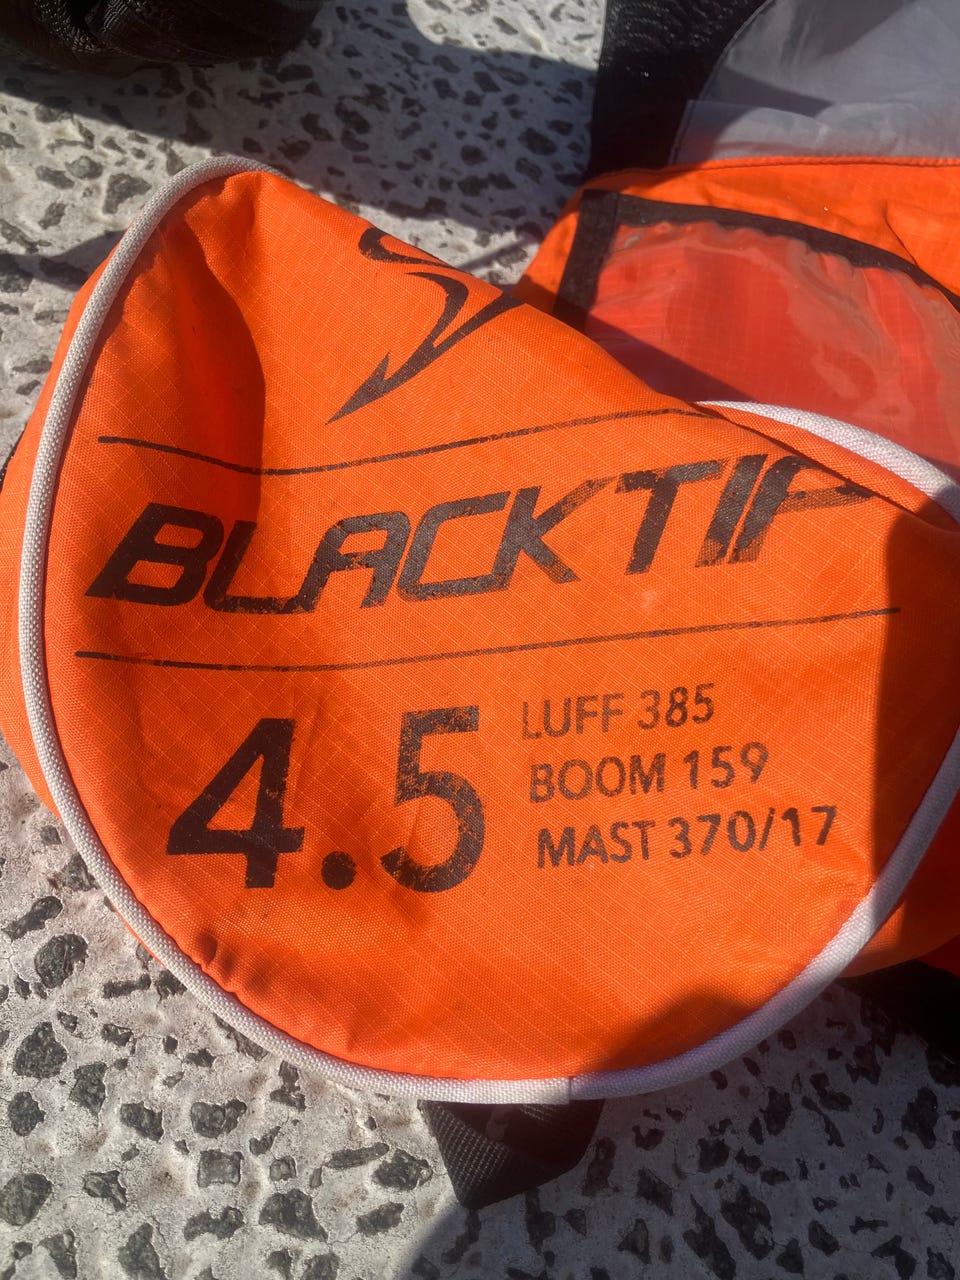 BLACKTIP
4.5
LUFF 385
BOOM 159
MAST 370/17